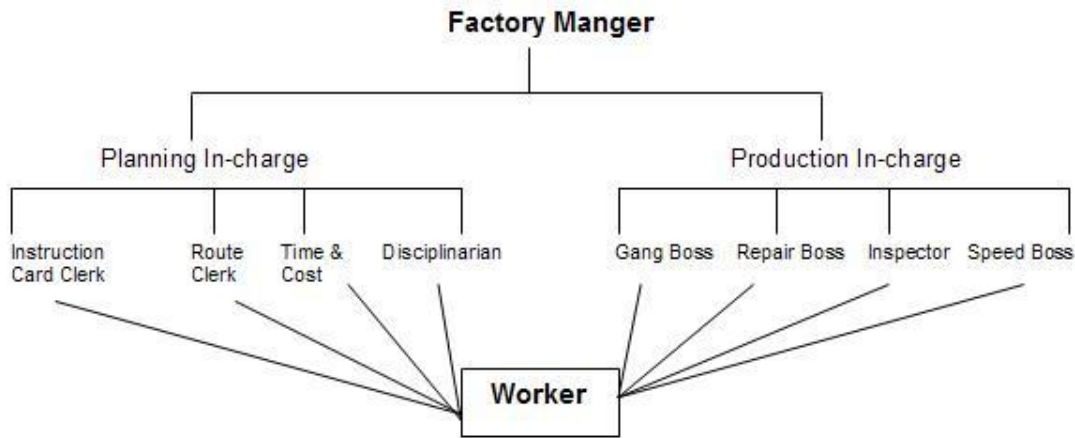 Factory Manger
Planning In-charge
Production In-charge
Instruction
Card Clerk
Route
Clerk
Time &
Cost
Disciplinarian
Gang Boss
Repair Boss
Inspector
Speed Boss
Worker